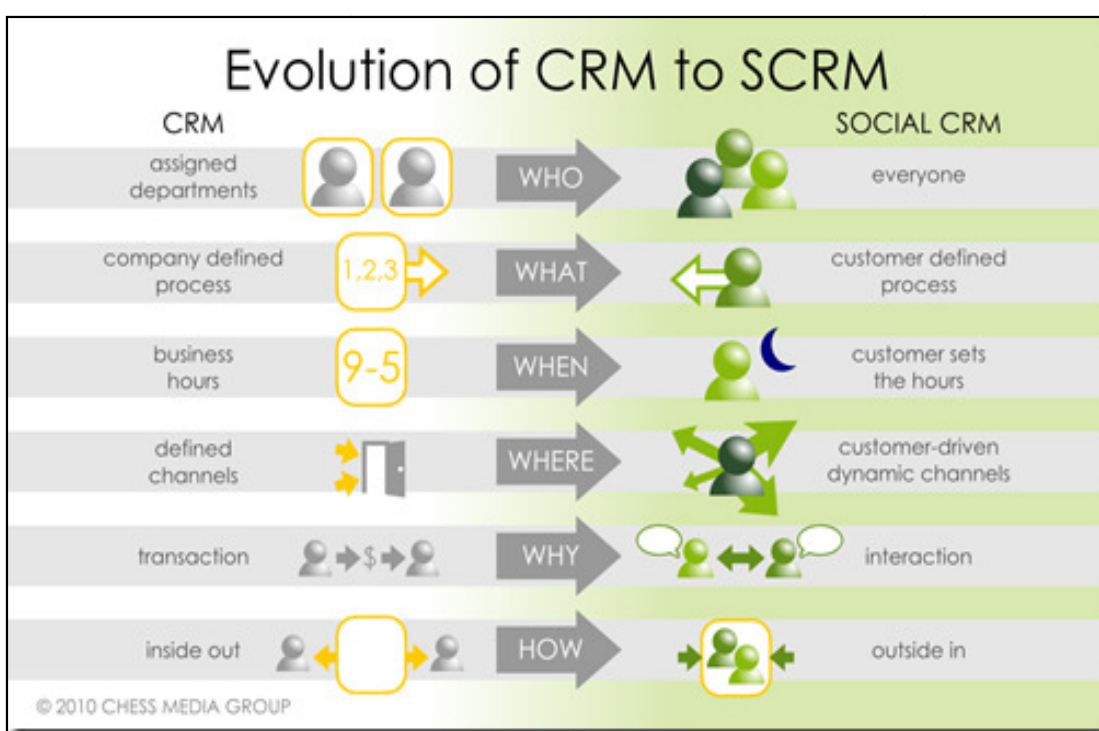 Evolution of CRM to SCRM
CRM
SOCIAL CRM
assigned
departments
WHO
everyone
company defined
process
1,2,3
WHAT
customer defined
process
business
hours
9-5
WHEN
customer sets
the hours
defined
channels
WHERE
customer-driven
dynamic channels
transaction
$
WHY
interaction
inside out
HOW
outside in
© 2010 CHESS MEDIA GROUP